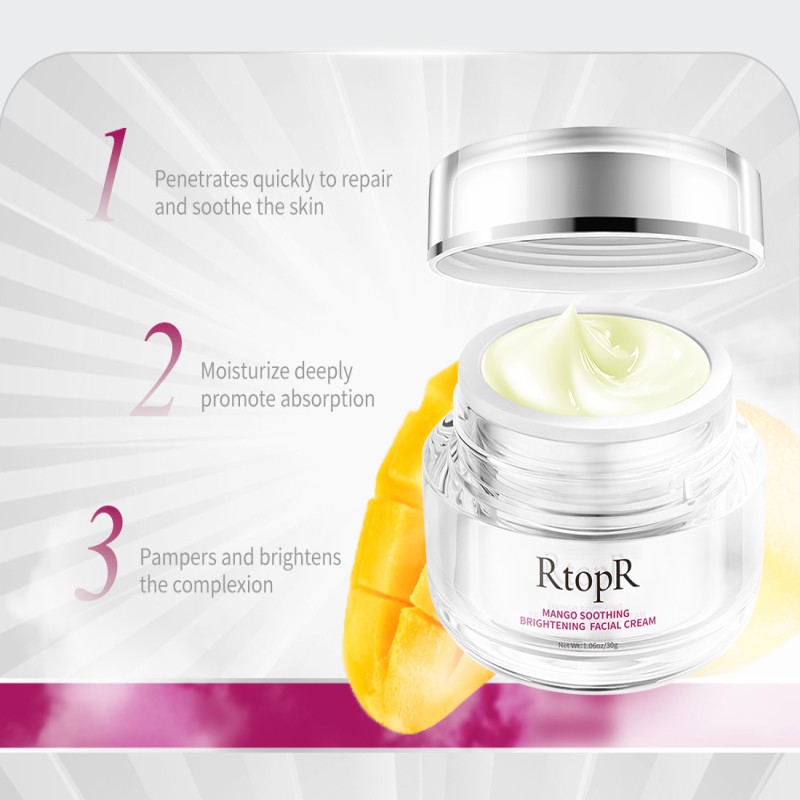 1
Penetrates quickly to repair
and soothe the skin
2
Moisturize deeply
promote absorption
3
Pampers and brightens
the complexion
RtopR
MANGO SOOTHING
BRIGHTENING FACIAL CREAM
Net Wt: 1.06oz/30g